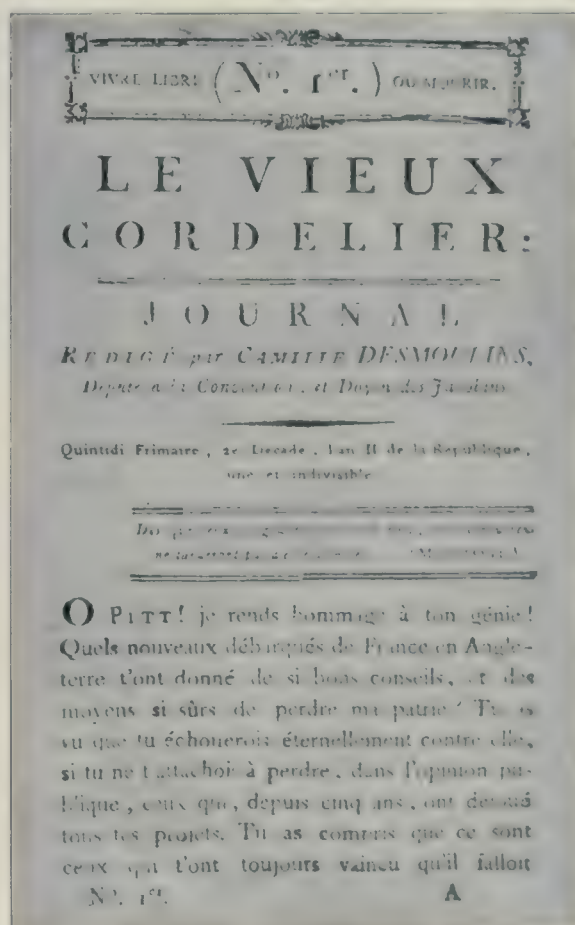 VIVRE LIBRE (No. 1er.) OU MOURIR.
LE VIEUX
CORDELIER:
JOURNAL
RÉDIGÉ par CAMILLE DESMOULINS,
Député à la Convention, et Doyen des Jacobins
Quintidi Frimaire, 2e Décade, l'an II de la République,
une et indivisible
ne
O PITT! je rends hommage à ton génie!
Quels nouveaux débarqués de France en Angle-
terre t'ont donné de si bons conseils, et des
moyens si sûrs de perdre ma patrie? Tu as
vu que tu échouerois éternellement contre elle,
si tu ne t'attachois à perdre, dans l'opinion pu-
blique, ceux qui, depuis cinq ans, ont déjoué
tous tes projets. Tu as compris que ce sont
ceux qui t'ont toujours vaincu qu'il falloit
No. 1er. A